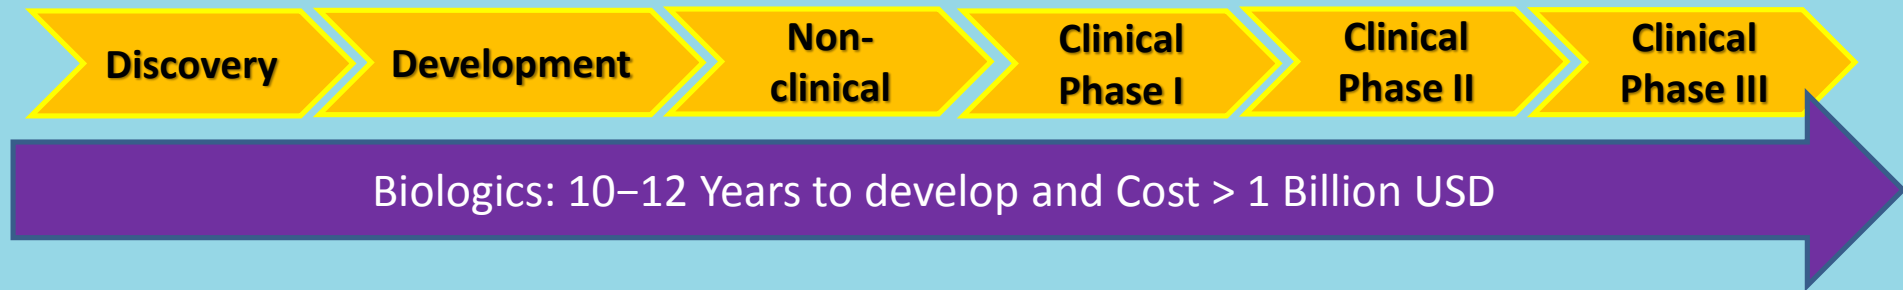 Discovery
Development
Non-
clinical
Clinical
Phase I
Clinical
Phase II
Clinical
Phase III
Biologics: 10–12 Years to develop and Cost > 1 Billion USD